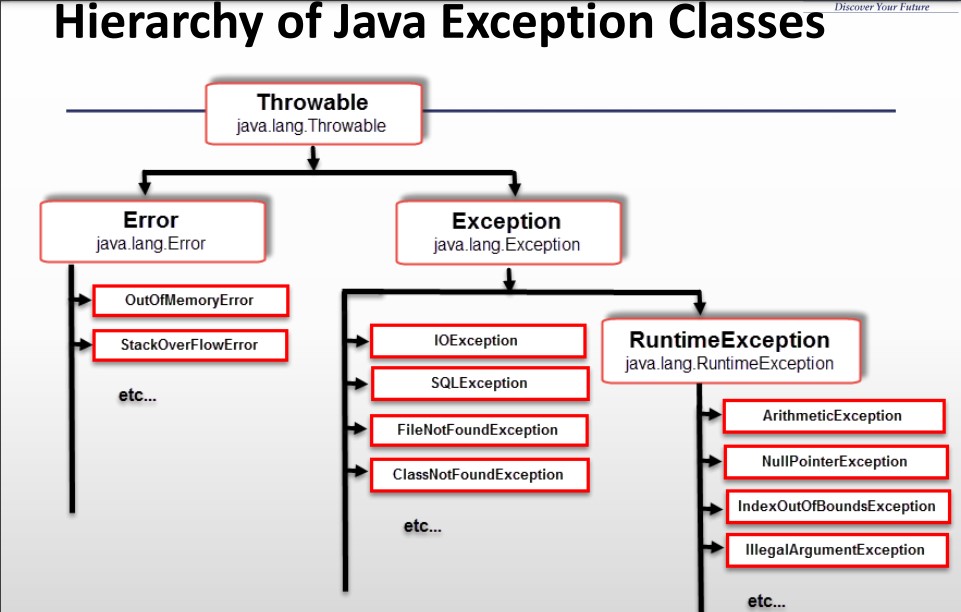 Discover Your Future
Hierarchy of Java Exception Classes
Throwable
java.lang.Throwable
Error
java.lang.Error
OutOfMemoryError
StackOverFlowError
etc...
Exception
java.lang.Exception
IOException
SQLException
FileNotFoundException
ClassNotFoundException
etc...
RuntimeException
java.lang.RuntimeException
ArithmeticException
NullPointerException
IndexOutOfBoundsException
IllegalArgumentException
etc...